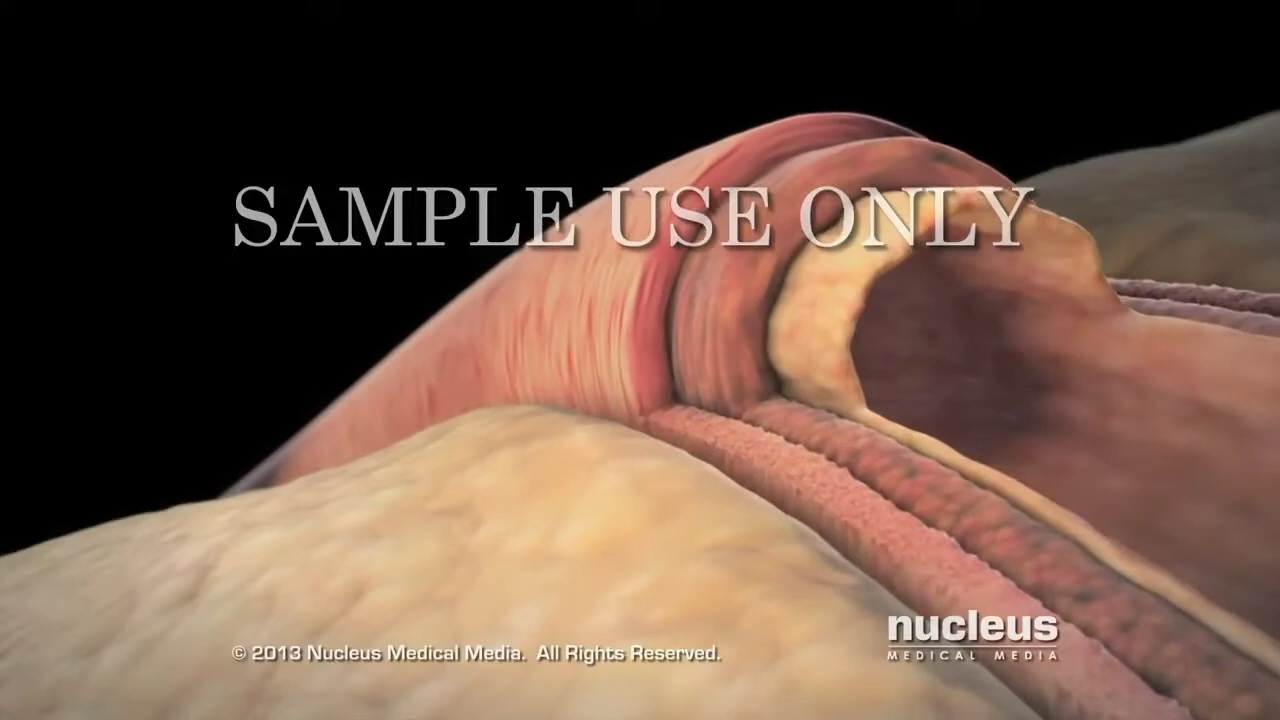 SAMPLE USE ONLY
nucleus
MEDICAL MEDIA
© 2013 Nucleus Medical Media. All Rights Reserved.